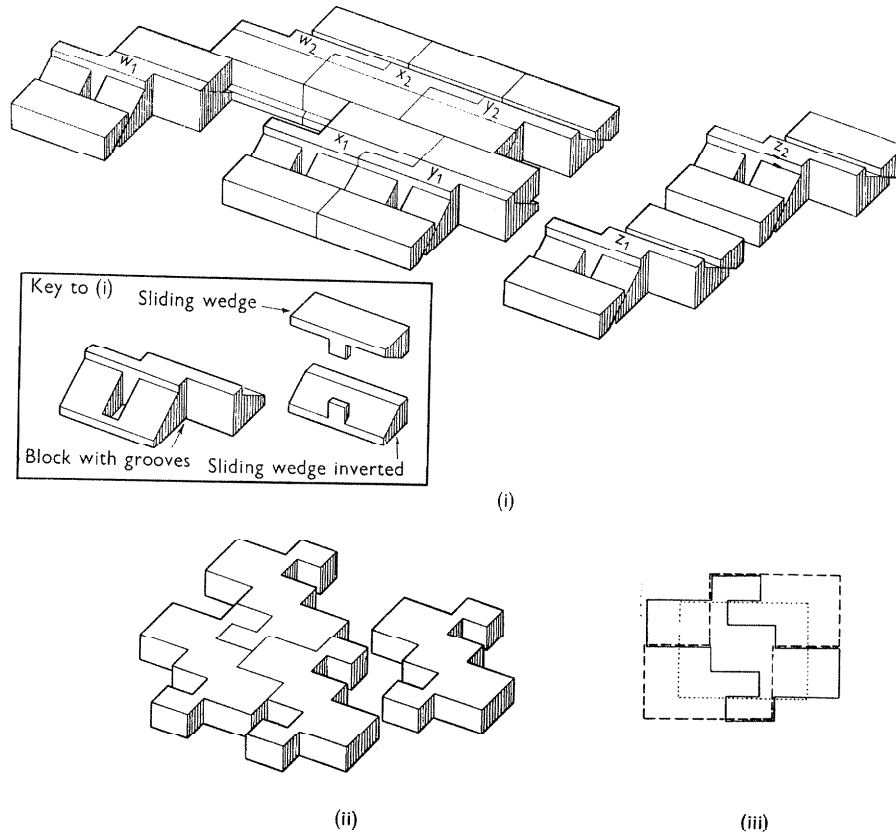 w₂
w₁
x₂
y₂
z₂
x₁
y₁
z₁
Key to (i)
Sliding wedge
Block with grooves
Sliding wedge inverted
(i)
(ii)
(iii)